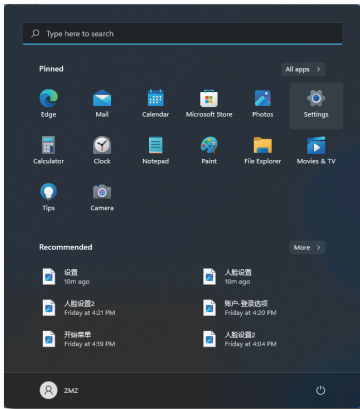 Type here to search
Pinned
All apps >
Edge
Mail
Calendar
Microsoft Store
Photos
Settings
Calculator
Clock
Notepad
Paint
File Explorer
Movies & TV
Tips
Camera
Recommended
More >
设置
10m ago
人脸设置
10m ago
人脸设置2
Friday at 4:21 PM
账户-登录选项
Friday at 4:20 PM
开始菜单
Friday at 4:19 PM
人脸设置2
Friday at 4:04 PM
ZMZ